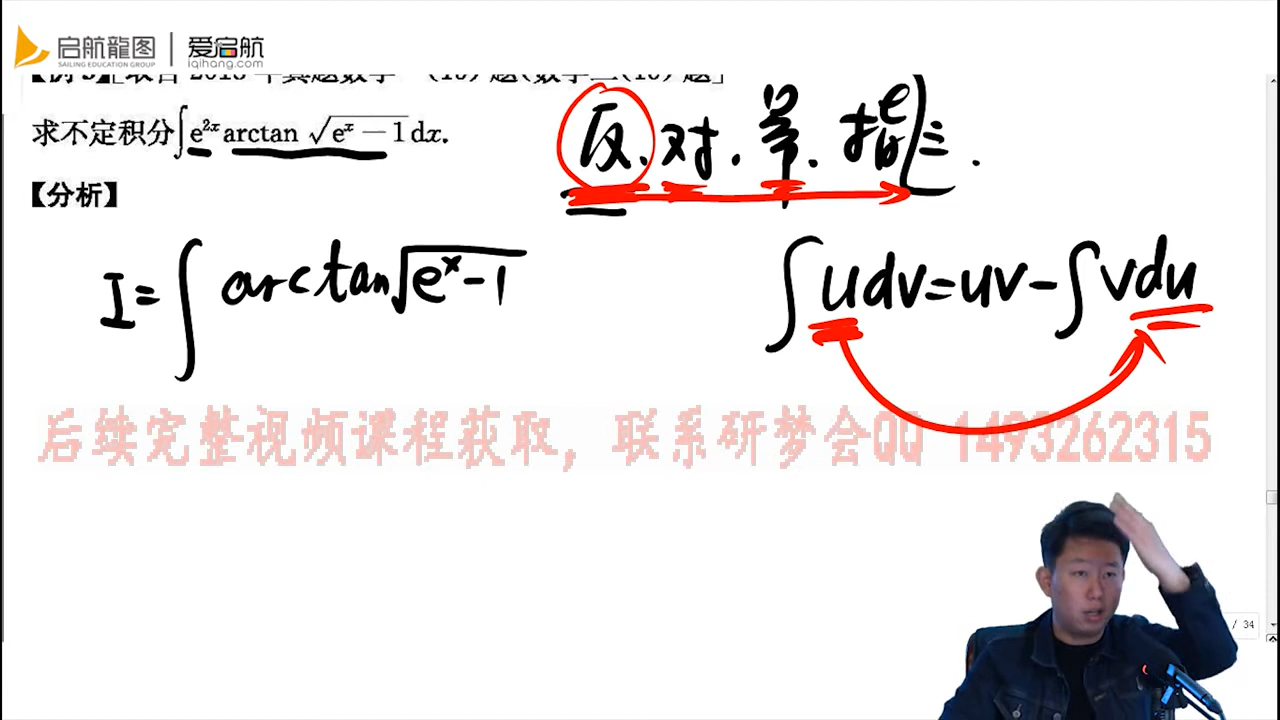 启航龍图 | 爱启航
SAILING EDUCATION GROUP iqihang.com
求不定积分∫e^{2x}arctan √(e^x − 1)dx.
反、对、幂、指、三.
【分析】
I = ∫ arctan√(e^x-1)
∫udv=uv-∫vdu
后续完整视频课程获取，联系研梦会QQ 1493262315
/ 34